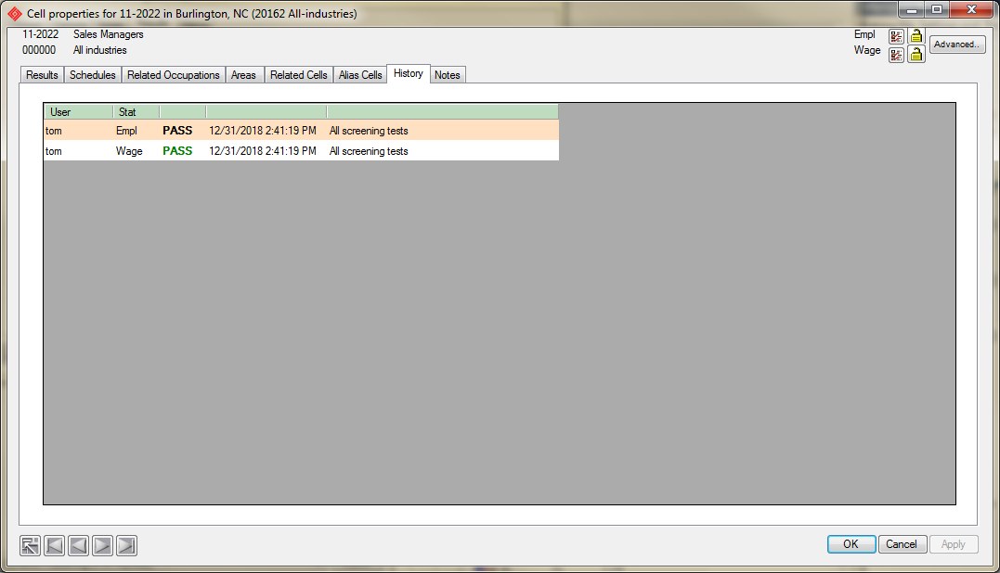 Cell properties for 11-2022 in Burlington, NC (20162 All-industries)
11-2022 Sales Managers Empl
000000 All industries Wage Advanced..
Results Schedules Related Occupations Areas Related Cells Alias Cells History Notes
User Stat
tom Empl PASS 12/31/2018 2:41:19 PM All screening tests
tom Wage PASS 12/31/2018 2:41:19 PM All screening tests
OK Cancel Apply